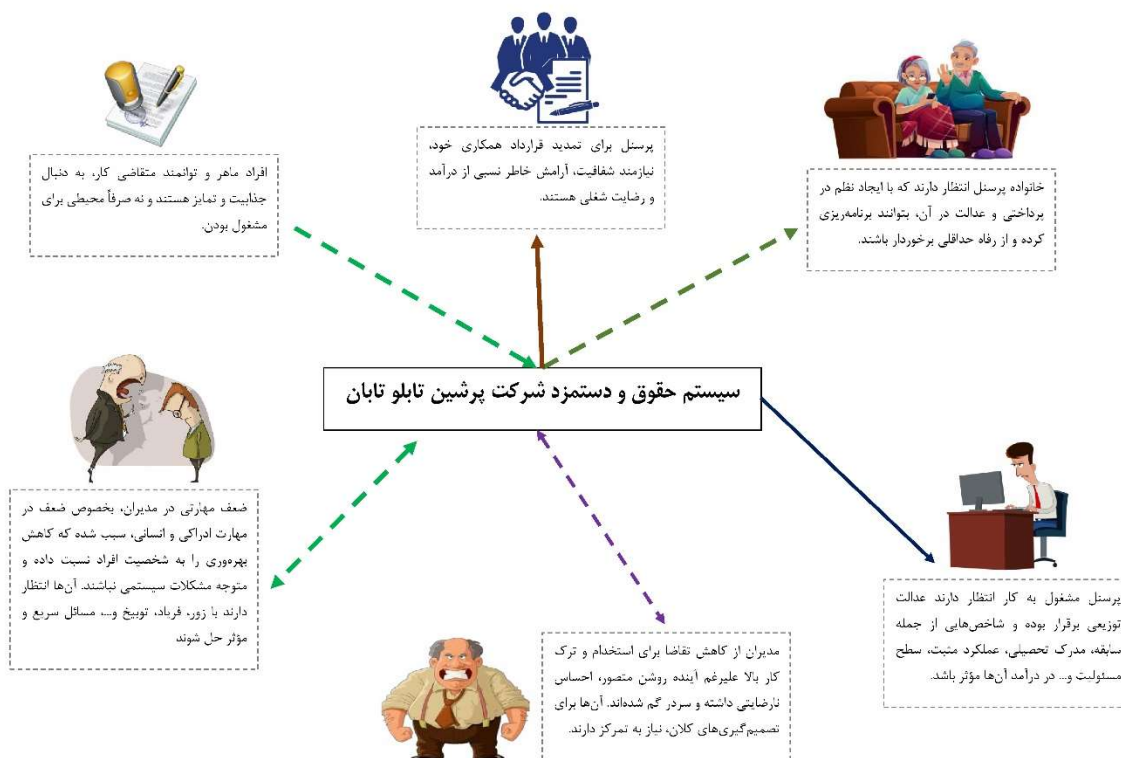 افراد ماهر و توانمند متقاضی کار، به دنبال
جذابیت و تمایز هستند و نه صرفاً محیطی برای
مشغول بودن.
پرسنل برای تمدید قرارداد همکاری خود،
نیازمند شفافیت، آرامش خاطر نسبی از درآمد
و رضایت شغلی هستند.
خانواده پرسنل انتظار دارند که با ایجاد نظم در
پرداختی و عدالت در آن، بتوانند برنامه‌ریزی
کرده و از رفاه حداقلی برخوردار باشند.
سیستم حقوق و دستمزد شرکت پرشین تابلو تابان
ضعف مهارتی در مدیران، بخصوص ضعف در
مهارت ادراکی و انسانی، سبب شده که کاهش
بهره‌وری را به شخصیت افراد نسبت داده و
متوجه مشکلات سیستمی نباشند. آن‌ها انتظار
دارند با زور، فریاد، توبیخ و...، مسائل سریع و
مؤثر حل شوند
مدیران از کاهش تقاضا برای استخدام و ترک
کار بالا علیرغم آینده روشن متصور، احساس
نارضایتی داشته و سردر گم شده‌اند. آن‌ها برای
تصمیم‌گیری‌های کلان، نیاز به تمرکز دارند.
پرسنل مشغول به کار انتظار دارند عدالت
توزیعی برقرار بوده و شاخص‌هایی از جمله
سابقه، مدرک تحصیلی، عملکرد مثبت، سطح
مسئولیت و... در درآمد آن‌ها مؤثر باشد.